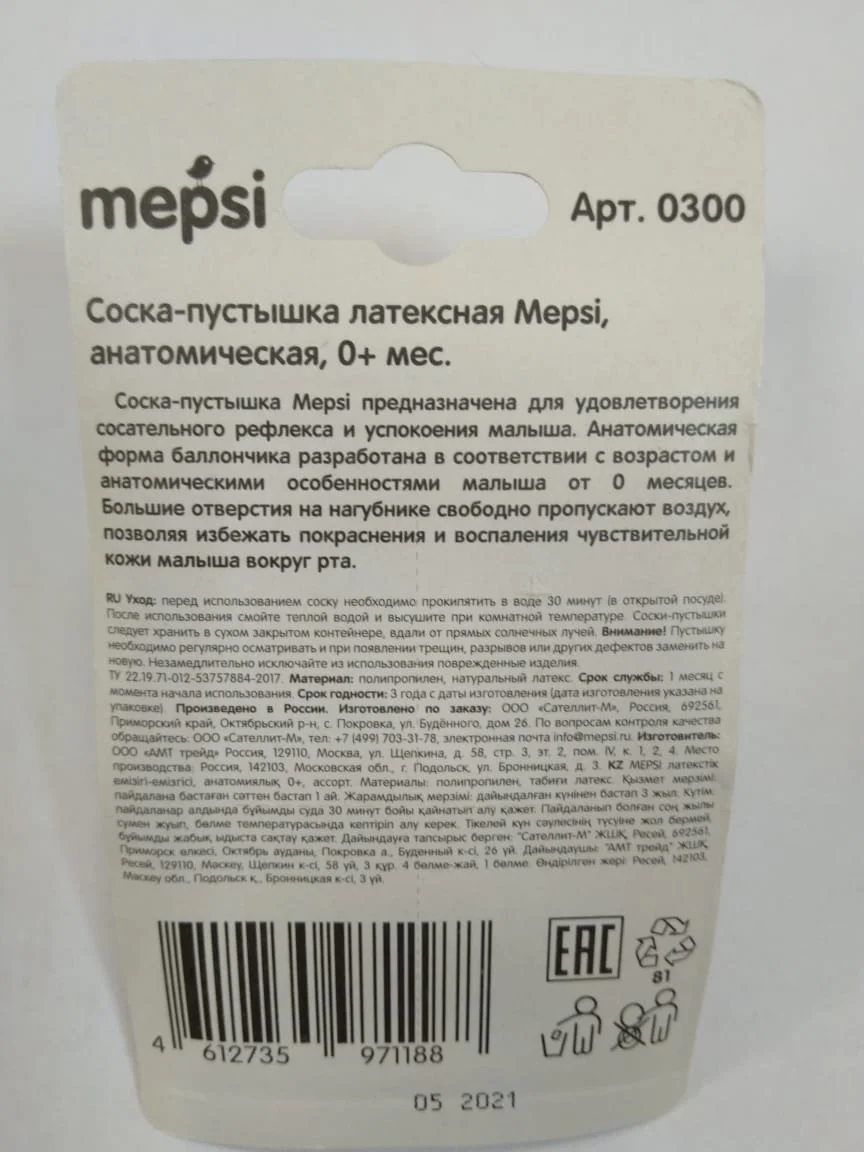 mepsi
Арт. 0300
Соска-пустышка латексная Mepsi,
анатомическая, 0+ мес.
Соска-пустышка Mepsi предназначена для удовлетворения
сосательного рефлекса и успокоения малыша. Анатомическая
форма баллончика разработана в соответствии с возрастом и
анатомическими особенностями малыша от 0 месяцев.
Большие отверстия на нагубнике свободно пропускают воздух,
позволяя избежать покраснения и воспаления чувствительной
кожи малыша вокруг рта.
RU Уход: перед использованием соску необходимо прокипятить в воде 30 минут (в открытой посуде).
После использования смойте теплой водой и высушите при комнатной температуре. Соски-пустышки
следует хранить в сухом закрытом контейнере, вдали от прямых солнечных лучей. Внимание! Пустышку
необходимо регулярно осматривать и при появлении трещин, разрывов или других дефектов заменить на
новую. Незамедлительно исключайте из использования поврежденные изделия.
ТУ 22.19.71-012-53757884-2017. Материал: полипропилен, натуральный латекс. Срок службы: 1 месяц с
момента начала использования. Срок годности: 3 года с даты изготовления (дата изготовления указана на
упаковке). Произведено в России. Изготовлено по заказу: ООО «Сателлит-М», Россия, 692561,
Приморский край, Октябрьский р-н, с. Покровка, ул. Будённого, дом 26. По вопросам контроля качества
обращайтесь: ООО «Сателлит-М», тел: +7 (499) 703-31-78, электронная почта info@mepsi.ru. Изготовитель:
ООО «АМТ трейд» Россия, 129110, Москва, ул. Щепкина, д. 58, стр. 3, эт. 2, пом. IV, к. 1, 2, 4. Место
производства: Россия, 142103, Московская обл., г. Подольск, ул. Бронницкая, д. 3. KZ MEPSI латекстік
емізігі-емізгісі, анатомиялық 0+, ассорт. Материалы: полипропилен, табиғи латекс. Қызмет мерзімі:
пайдалана бастаған сәттен бастап 1 ай. Жарамдылық мерзімі: дайындалған күнінен бастап 3 жыл. Күтім:
пайдаланар алдында бұйымды суда 30 минут бойы қайнатып алу қажет. Пайдаланып болған соң жылы
сумен жуып, бөлме температурасында кептіріп алу керек. Тікелей күн сәулесінің түсуіне жол бермей,
бұйымды жабық ыдыста сақтау қажет. Дайындауға тапсырыс берген: "Сателлит-М" ЖШҚ, Ресей, 692561,
Приморск өлкесі, Октябрь ауданы, Покровка а., Буденный к-сі, 26 үй. Дайындаушы: "АМТ трейд" ЖШҚ,
Ресей, 129110, Мәскеу, Щепкин к-сі, 58 үй, 3 құр. 4 бөлме-жай, 1 бөлме. Өндірілген жері: Ресей, 142103,
Мәскеу обл., Подольск қ., Бронницкая к-сі, 3 үй.
EAC
81
4 612735 971188
05 2021